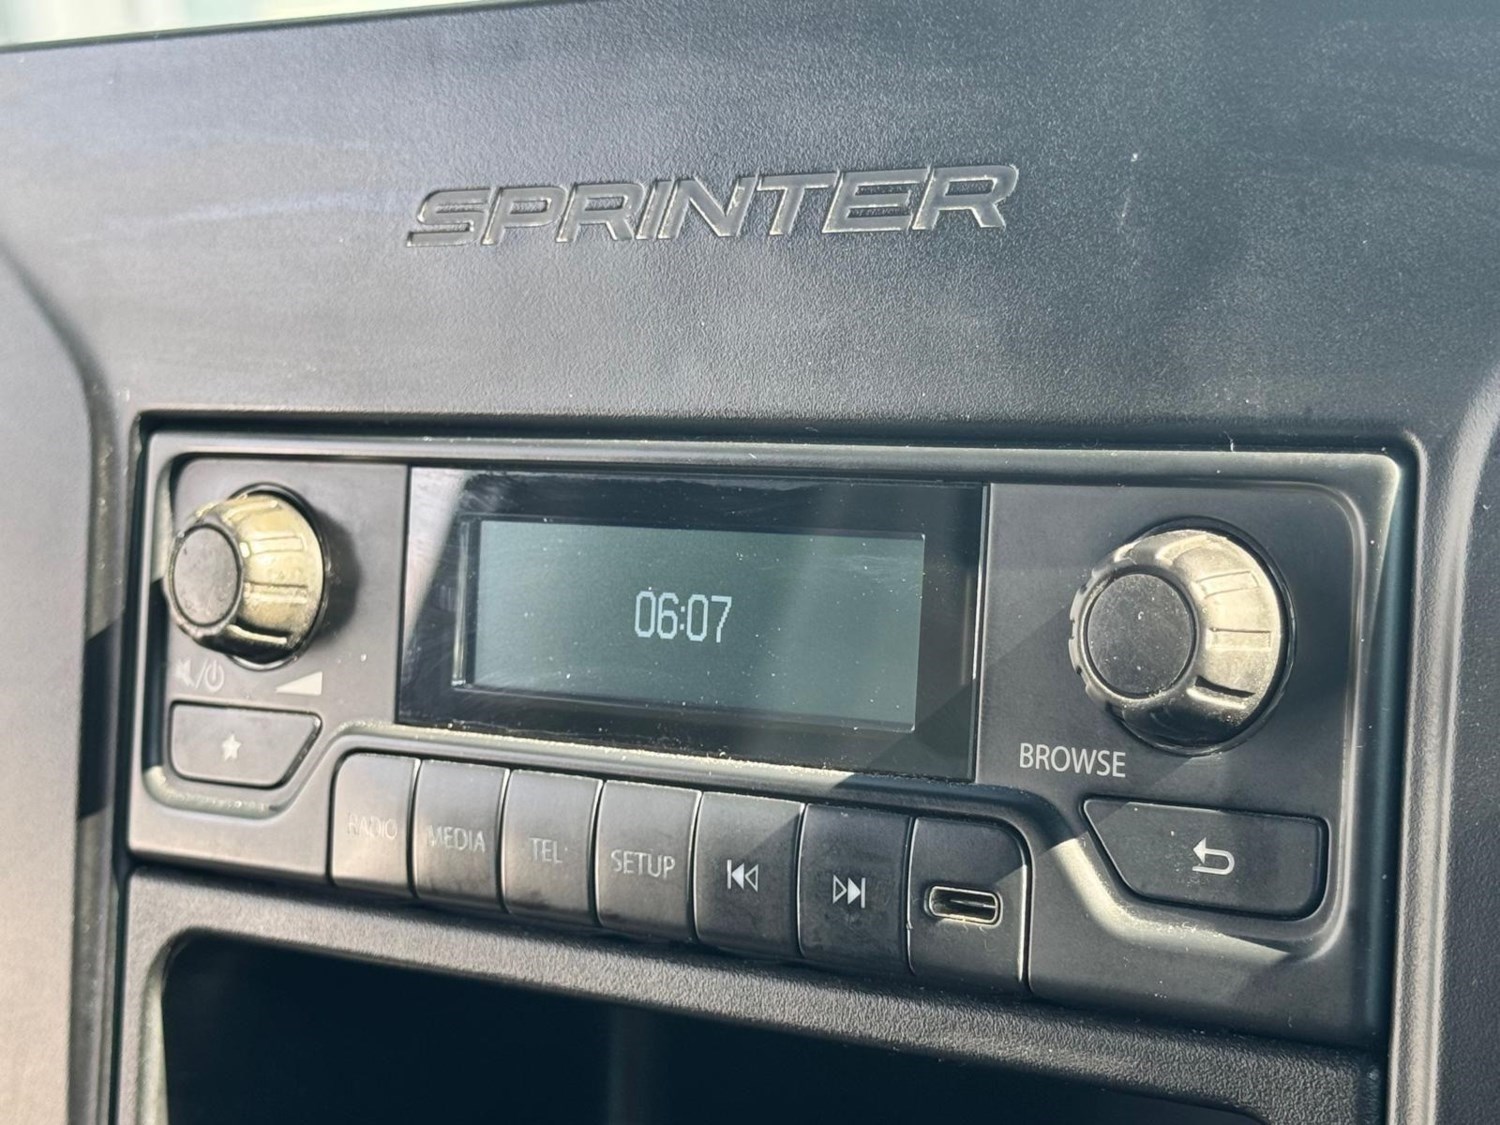 SPRINTER
06:07
BROWSE
RADIO
MEDIA
TEL
SETUP